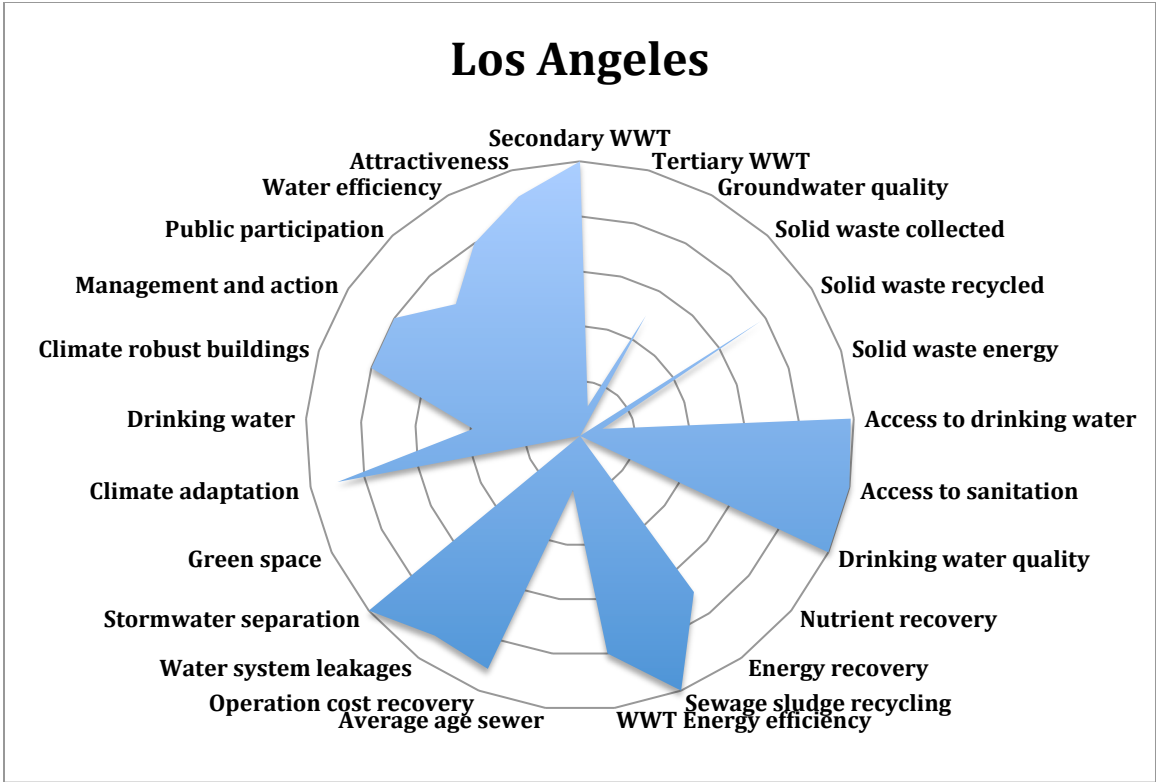 Los Angeles
Secondary WWT
Tertiary WWT
Groundwater quality
Solid waste collected
Solid waste recycled
Solid waste energy
Access to drinking water
Access to sanitation
Drinking water quality
Nutrient recovery
Energy recovery
Sewage sludge recycling
WWT Energy efficiency
Average age sewer
Operation cost recovery
Water system leakages
Stormwater separation
Green space
Climate adaptation
Drinking water
Climate robust buildings
Management and action
Public participation
Water efficiency
Attractiveness